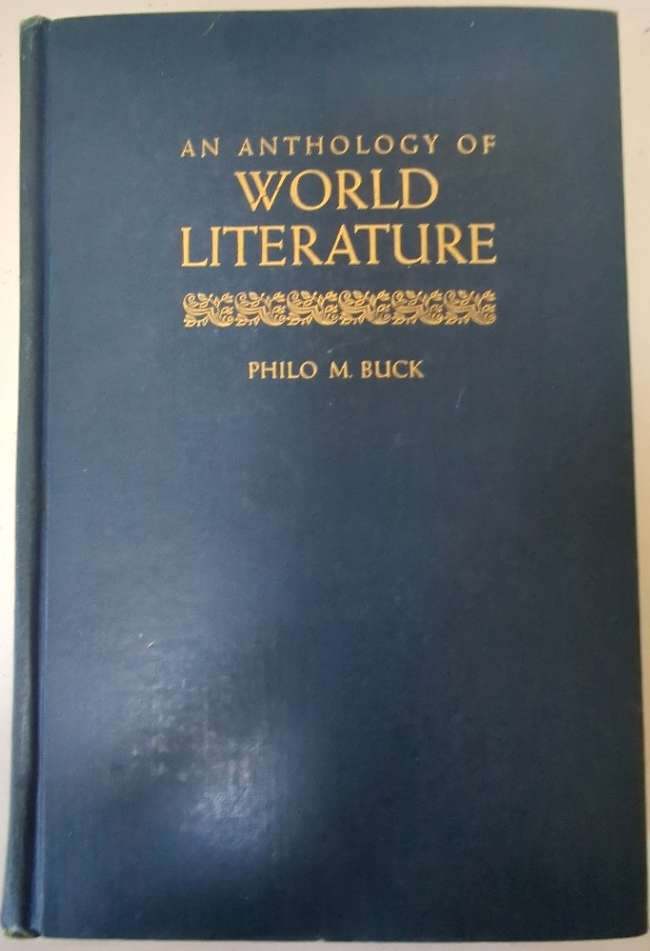 AN ANTHOLOGY OF
WORLD
LITERATURE
PHILO M. BUCK